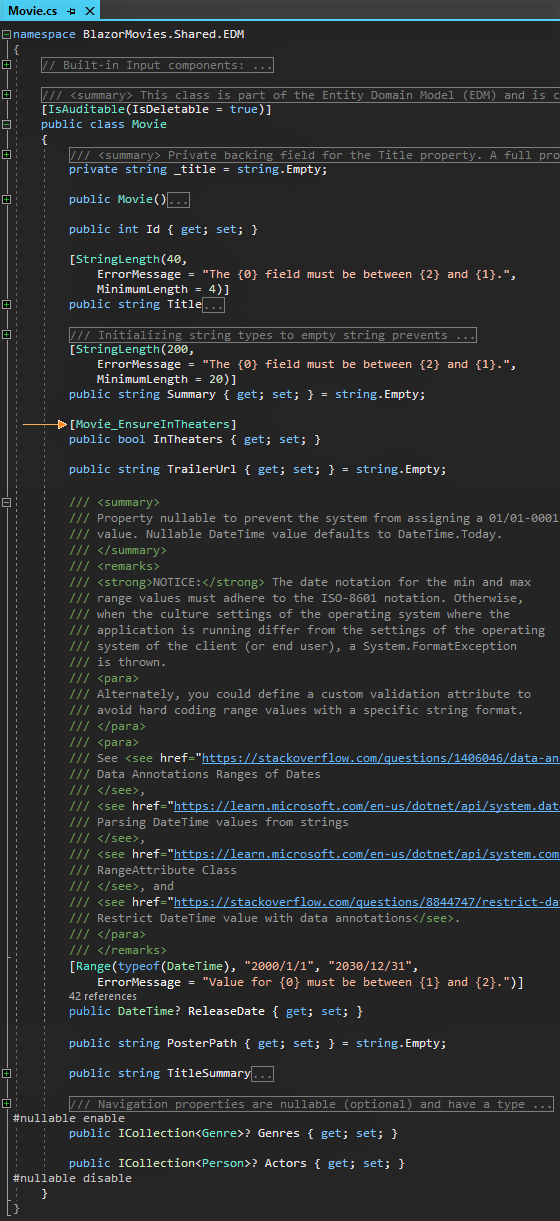 Movie.cs
namespace BlazorMovies.Shared.EDM
{
// Built-in Input components: ...
/// <summary> This class is part of the Entity Domain Model (EDM) and is c
[IsAuditable(IsDeletable = true)]
public class Movie
{
/// <summary> Private backing field for the Title property. A full pro
private string _title = string.Empty;
public Movie()...
public int Id { get; set; }
[StringLength(40,
ErrorMessage = "The {0} field must be between {2} and {1}.",
MinimumLength = 4)]
public string Title...
/// Initializing string types to empty string prevents ...
[StringLength(200,
ErrorMessage = "The {0} field must be between {2} and {1}.",
MinimumLength = 20)]
public string Summary { get; set; } = string.Empty;
[Movie_EnsureInTheaters]
public bool InTheaters { get; set; }
public string TrailerUrl { get; set; } = string.Empty;
/// <summary>
/// Property nullable to prevent the system from assigning a 01/01-0001
/// value. Nullable DateTime value defaults to DateTime.Today.
/// </summary>
/// <remarks>
/// <strong>NOTICE:</strong> The date notation for the min and max
/// range values must adhere to the ISO-8601 notation. Otherwise,
/// when the culture settings of the operating system where the
/// application is running differ from the settings of the operating
/// system of the client (or end user), a System.FormatException
/// is thrown.
/// <para>
/// Alternately, you could define a custom validation attribute to
/// avoid hard coding range values with a specific string format.
/// </para>
/// <para>
/// See <see href="https://stackoverflow.com/questions/1406046/data-an
/// Data Annotations Ranges of Dates
/// </see>,
/// <see href="https://learn.microsoft.com/en-us/dotnet/api/system.dat
/// Parsing DateTime values from strings
/// </see>,
/// <see href="https://learn.microsoft.com/en-us/dotnet/api/system.com
/// RangeAttribute Class
/// </see>, and
/// <see href="https://stackoverflow.com/questions/8844747/restrict-dat
/// Restrict DateTime value with data annotations</see>.
/// </para>
/// </remarks>
[Range(typeof(DateTime), "2000/1/1", "2030/12/31",
ErrorMessage = "Value for {0} must be between {1} and {2}.")]
42 references
public DateTime? ReleaseDate { get; set; }
public string PosterPath { get; set; } = string.Empty;
public string TitleSummary...
/// Navigation properties are nullable (optional) and have a type ...
#nullable enable
public ICollection<Genre>? Genres { get; set; }
public ICollection<Person>? Actors { get; set; }
#nullable disable
}
}